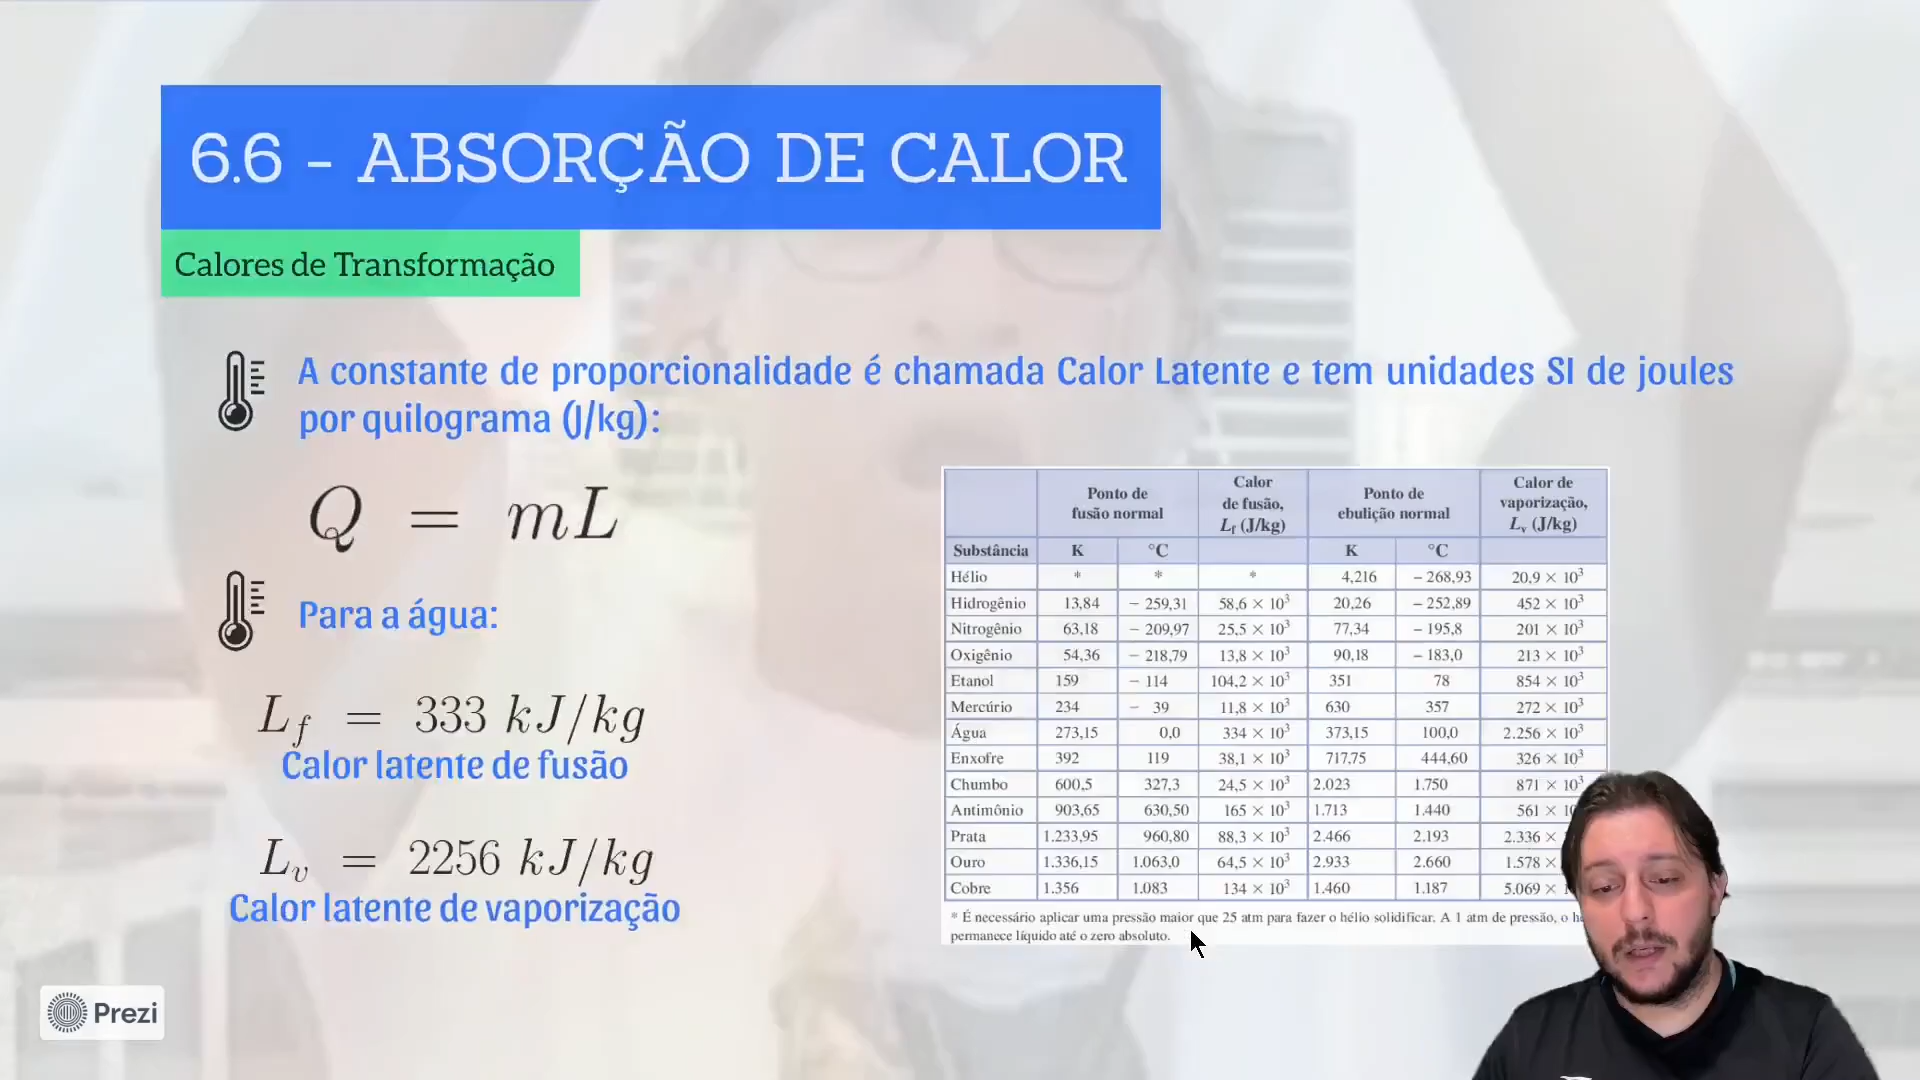 6.6 - ABSORÇÃO DE CALOR
Calores de Transformação
A constante de proporcionalidade é chamada Calor Latente e tem unidades SI de joules
por quilograma (J/kg):
Q = mL
Para a água:
L_f = 333 kJ/kg
Calor latente de fusão
L_v = 2256 kJ/kg
Calor latente de vaporização
Ponto de fusão normal Calor de fusão, L_f (J/kg) Ponto de ebulição normal Calor de vaporização, L_v (J/kg)
Substância K °C K °C
Hélio * * * 4,216 – 268,93 20,9 × 10³
Hidrogênio 13,84 – 259,31 58,6 × 10³ 20,26 – 252,89 452 × 10³
Nitrogênio 63,18 – 209,97 25,5 × 10³ 77,34 – 195,8 201 × 10³
Oxigênio 54,36 – 218,79 13,8 × 10³ 90,18 – 183,0 213 × 10³
Etanol 159 – 114 104,2 × 10³ 351 78 854 × 10³
Mercúrio 234 – 39 11,8 × 10³ 630 357 272 × 10³
Água 273,15 0,0 334 × 10³ 373,15 100,0 2.256 × 10³
Enxofre 392 119 38,1 × 10³ 717,75 444,60 326 × 10³
Chumbo 600,5 327,3 24,5 × 10³ 2.023 1.750 871 × 10³
Antimônio 903,65 630,50 165 × 10³ 1.713 1.440 561 ×
Prata 1.233,95 960,80 88,3 × 10³ 2.466 2.193 2.336 ×
Ouro 1.336,15 1.063,0 64,5 × 10³ 2.933 2.660 1.578 ×
Cobre 1.356 1.083 134 × 10³ 1.460 1.187 5.069 ×
* É necessário aplicar uma pressão maior que 25 atm para fazer o hélio solidificar. A 1 atm de pressão, o
permanece líquido até o zero absoluto.
Prezi